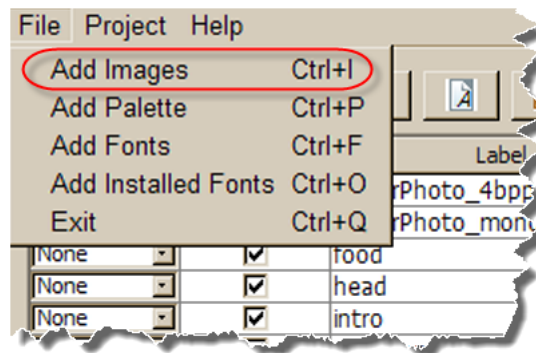 File Project Help
Add Images Ctrl+I
Add Palette Ctrl+P
Add Fonts Ctrl+F
Add Installed Fonts Ctrl+O
Exit Ctrl+Q
A
Label
rPhoto_4bpp
rPhoto_mono
None food
None head
None intro